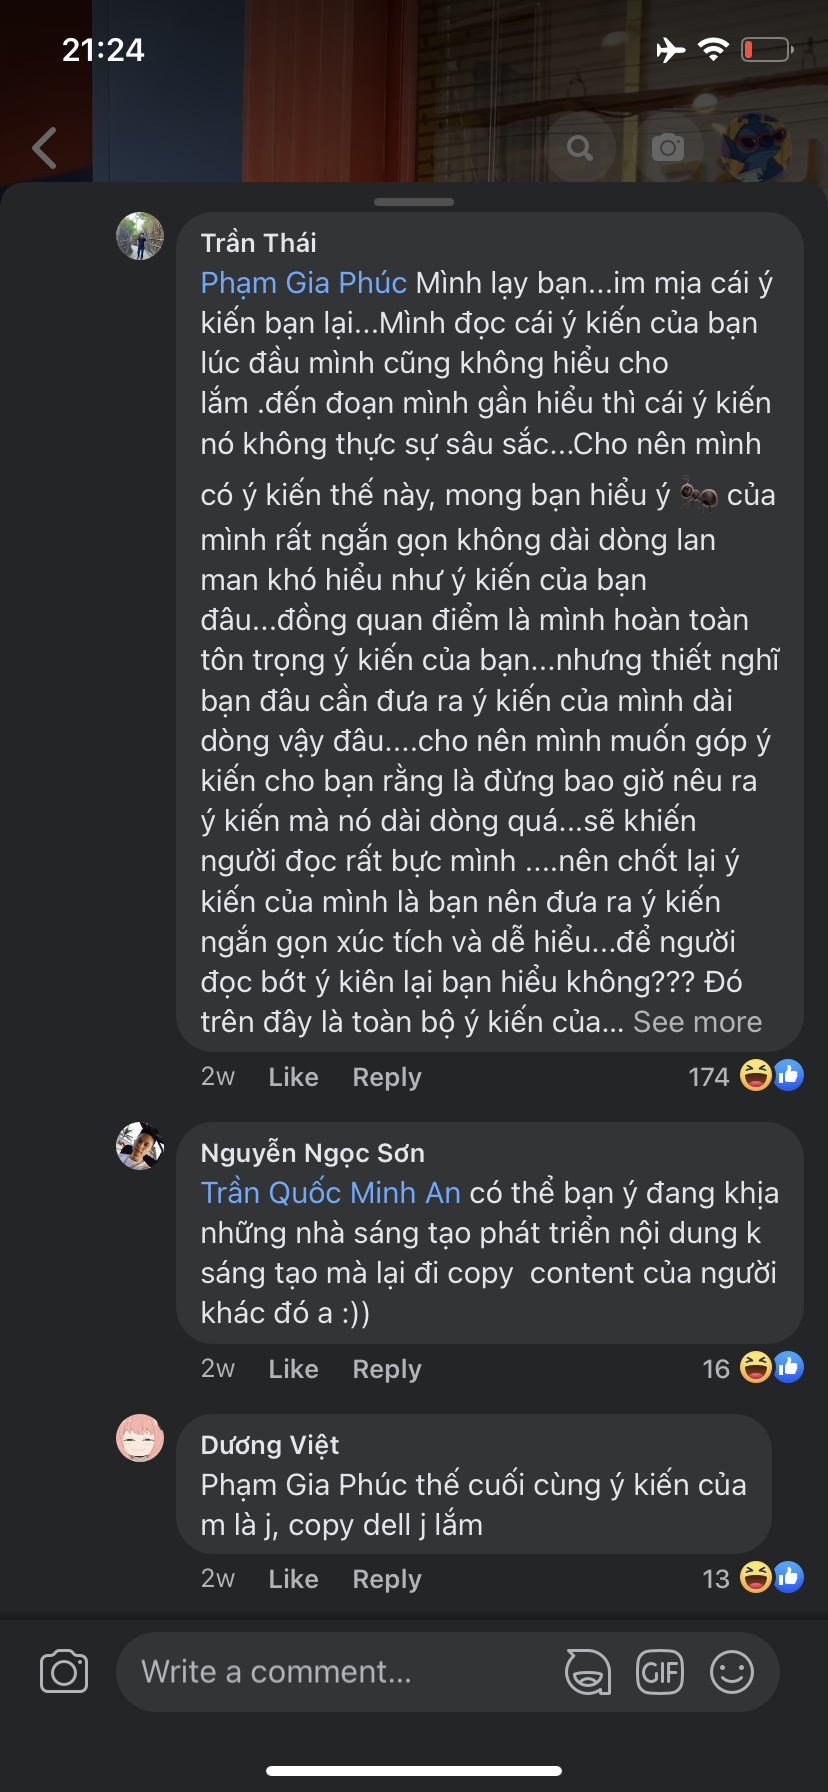 21:24
Trần Thái
Phạm Gia Phúc Mình lạy bạn...im mịa cái ý
kiến bạn lại...Mình đọc cái ý kiến của bạn
lúc đầu mình cũng không hiểu cho
lắm .đến đoạn mình gần hiểu thì cái ý kiến
nó không thực sự sâu sắc...Cho nên mình
có ý kiến thế này, mong bạn hiểu ý 🐜 của
mình rất ngắn gọn không dài dòng lan
man khó hiểu như ý kiến của bạn
đâu...đồng quan điểm là mình hoàn toàn
tôn trọng ý kiến của bạn...nhưng thiết nghĩ
bạn đâu cần đưa ra ý kiến của mình dài
dòng vậy đâu....cho nên mình muốn góp ý
kiến cho bạn rằng là đừng bao giờ nêu ra
ý kiến mà nó dài dòng quá...sẽ khiến
người đọc rất bực mình ....nên chốt lại ý
kiến của mình là bạn nên đưa ra ý kiến
ngắn gọn xúc tích và dễ hiểu...để người
đọc bớt ý kiên lại bạn hiểu không??? Đó
trên đây là toàn bộ ý kiến của... See more
2w Like Reply 174
Nguyễn Ngọc Sơn
Trần Quốc Minh An có thể bạn ý đang khịa
những nhà sáng tạo phát triển nội dung k
sáng tạo mà lại đi copy  content của người
khác đó a :))
2w Like Reply 16
Dương Việt
Phạm Gia Phúc thế cuối cùng ý kiến của
m là j, copy dell j lắm
2w Like Reply 13
Write a comment...
GIF